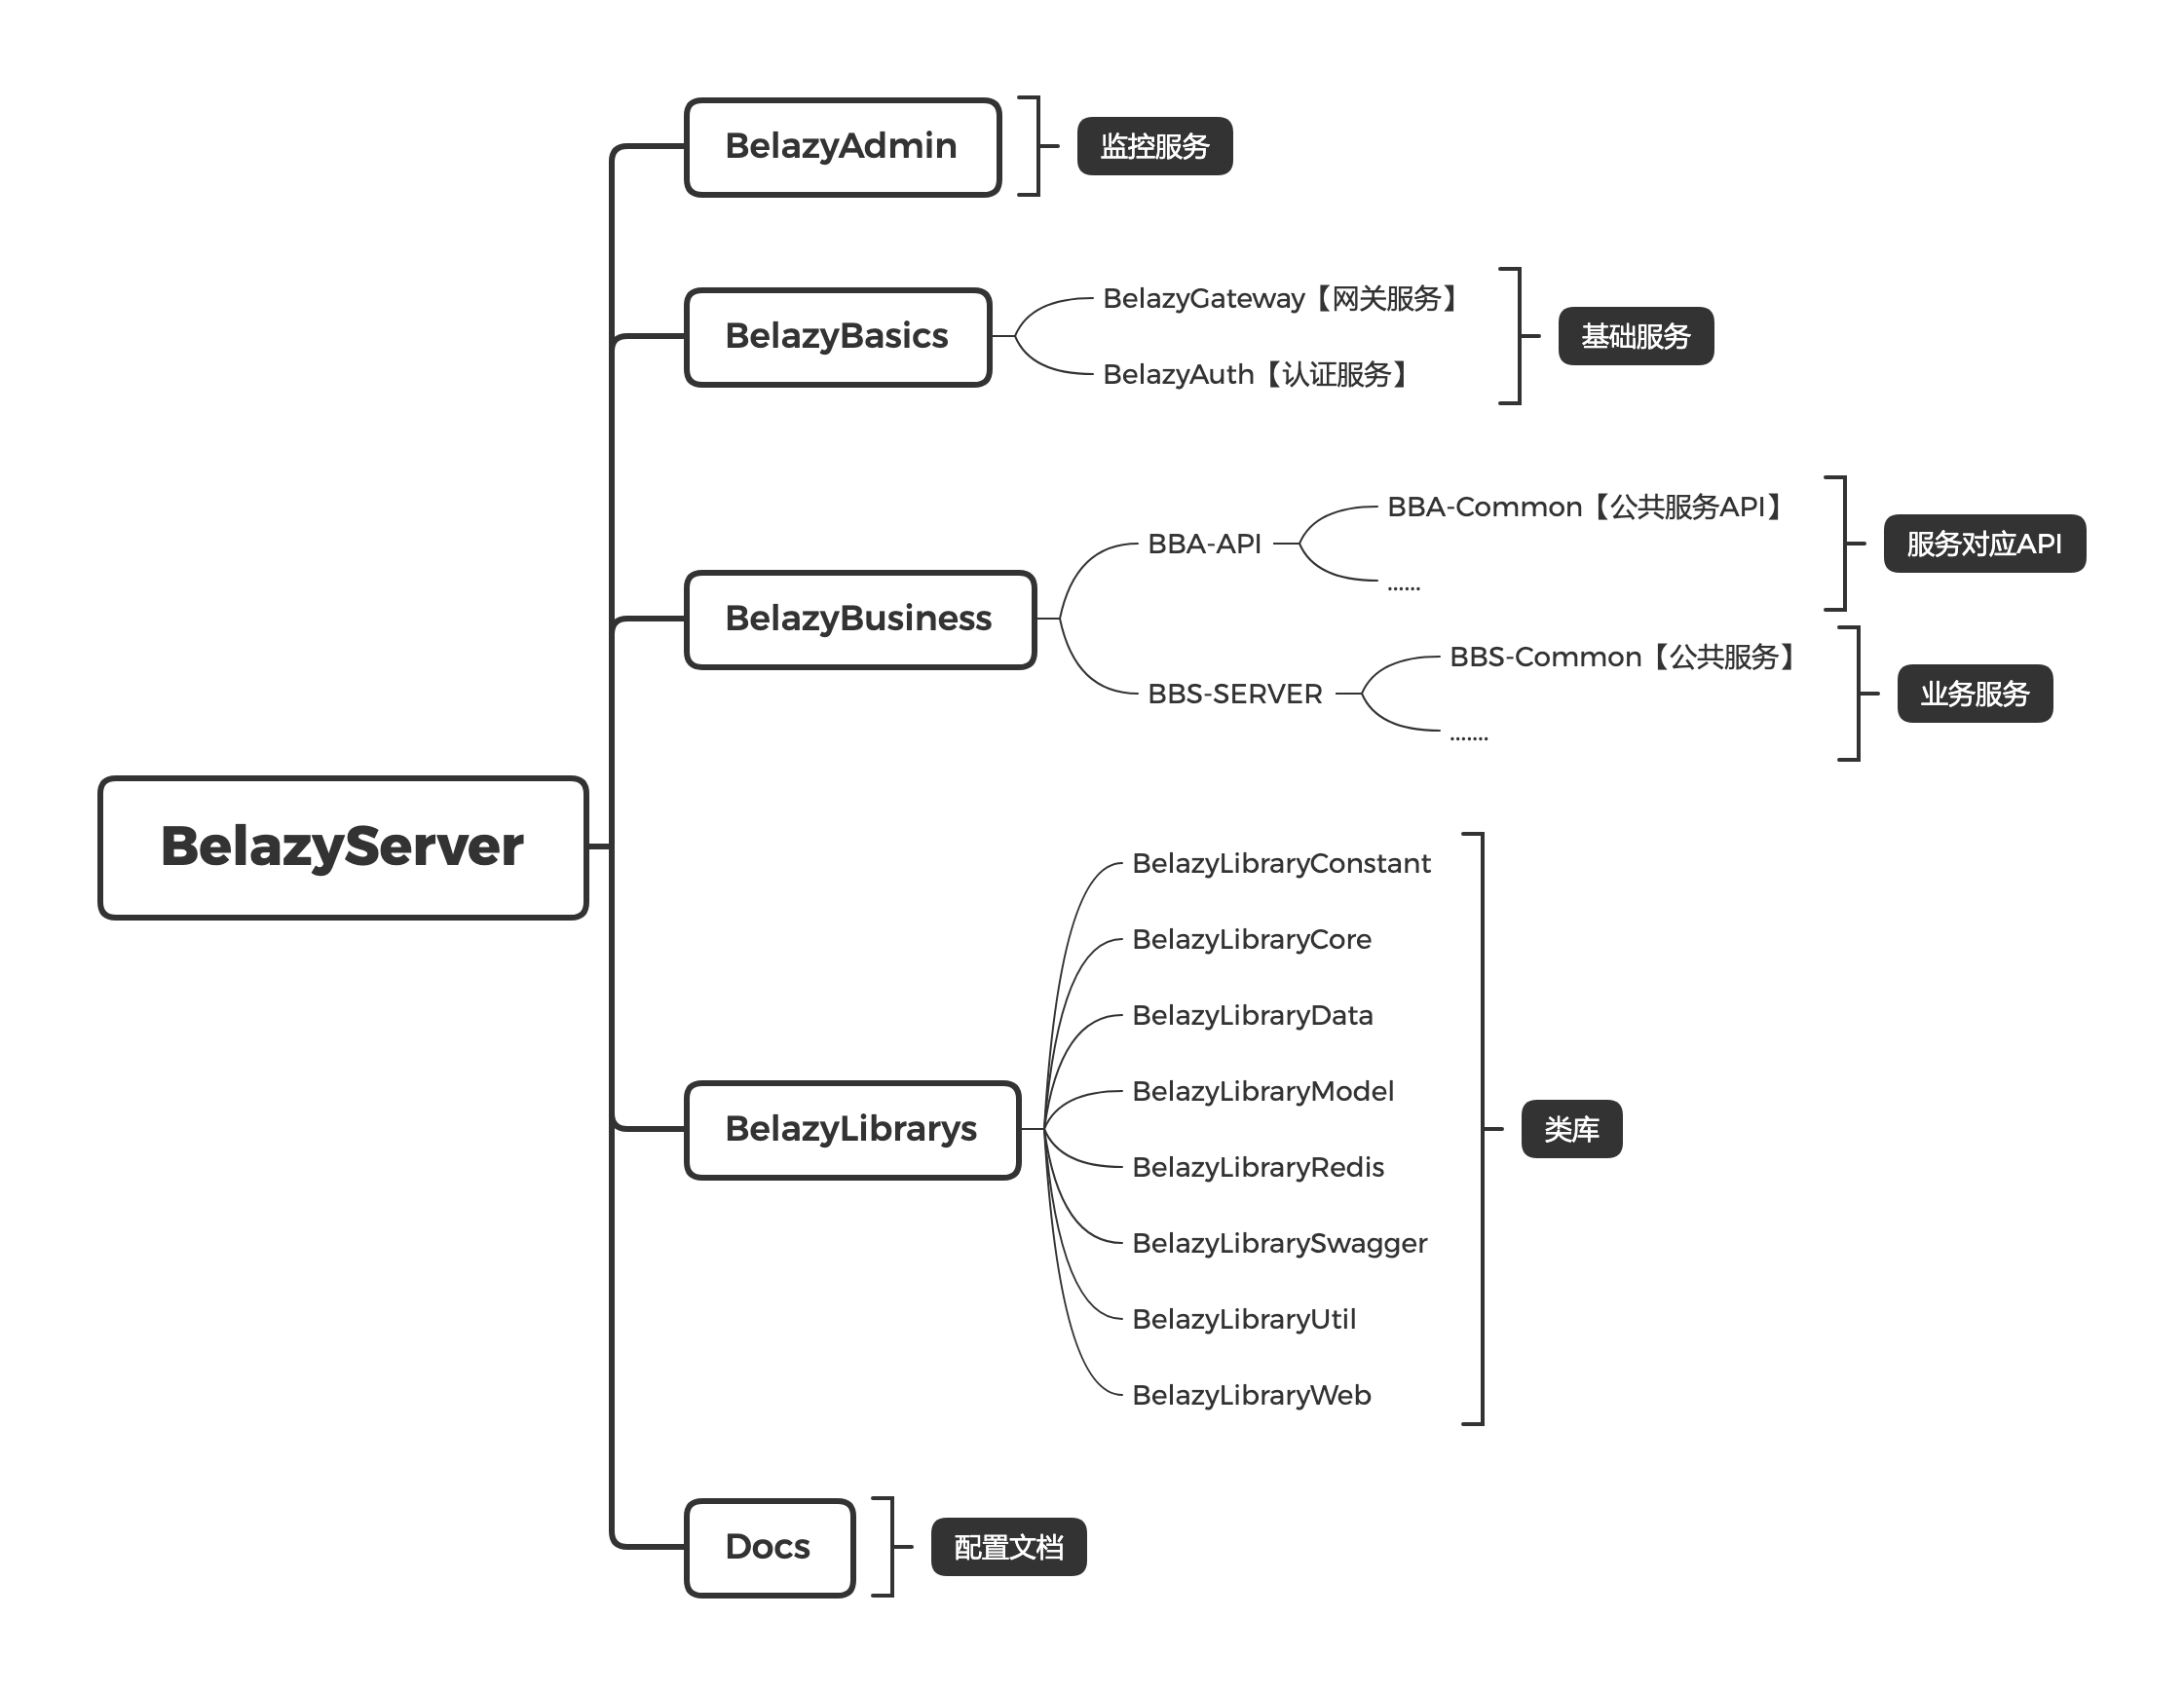 BelazyServer
BelazyAdmin
监控服务
BelazyBasics
BelazyGateway【网关服务】
BelazyAuth【认证服务】
基础服务
BelazyBusiness
BBA-API
BBA-Common【公共服务API】
......
服务对应API
BBS-SERVER
BBS-Common【公共服务】
.......
业务服务
BelazyLibrarys
BelazyLibraryConstant
BelazyLibraryCore
BelazyLibraryData
BelazyLibraryModel
BelazyLibraryRedis
BelazyLibrarySwagger
BelazyLibraryUtil
BelazyLibraryWeb
类库
Docs
配置文档